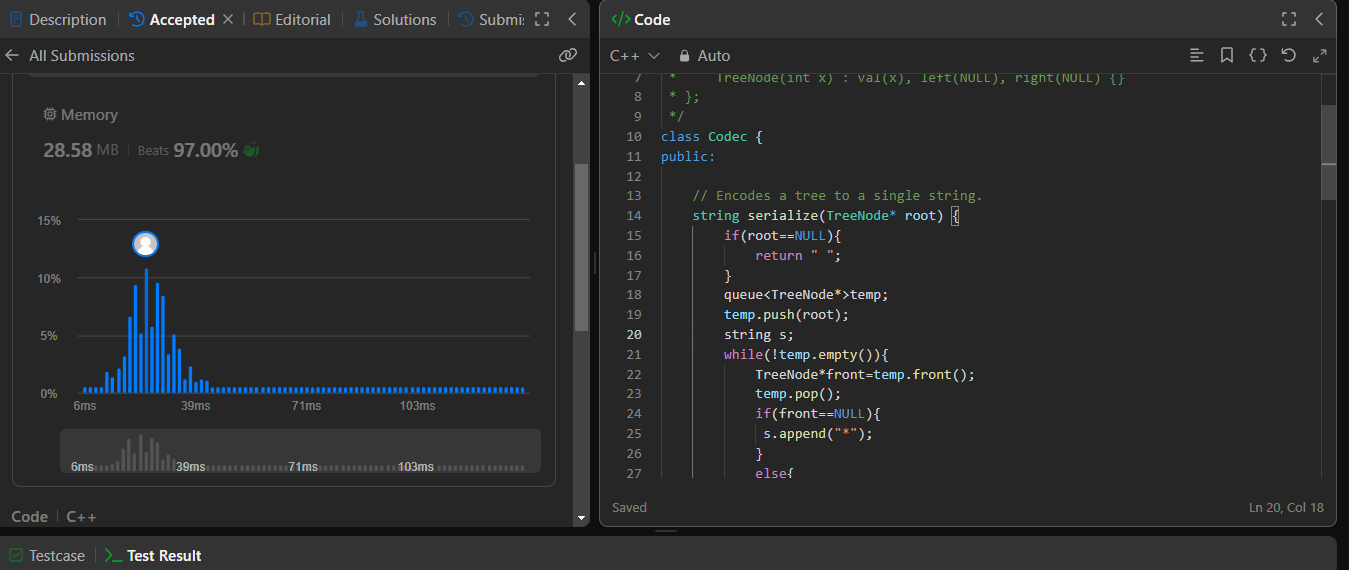 Description
Accepted
Editorial
Solutions
Submis
All Submissions
Memory
28.58 MB
Beats 97.00%
15%
10%
5%
0%
6ms 39ms 71ms 103ms
6ms 39ms 71ms 103ms
Code C++
Code
C++ Auto
7 * TreeNode(int x) : val(x), left(NULL), right(NULL) {}
8 * };
9 */
10 class Codec {
11 public:
12
13 // Encodes a tree to a single string.
14 string serialize(TreeNode* root) {
15 if(root==NULL){
16 return " ";
17 }
18 queue<TreeNode*>temp;
19 temp.push(root);
20 string s;
21 while(!temp.empty()){
22 TreeNode*front=temp.front();
23 temp.pop();
24 if(front==NULL){
25 s.append("*");
26 }
27 else{
Saved
Ln 20, Col 18
Testcase
Test Result